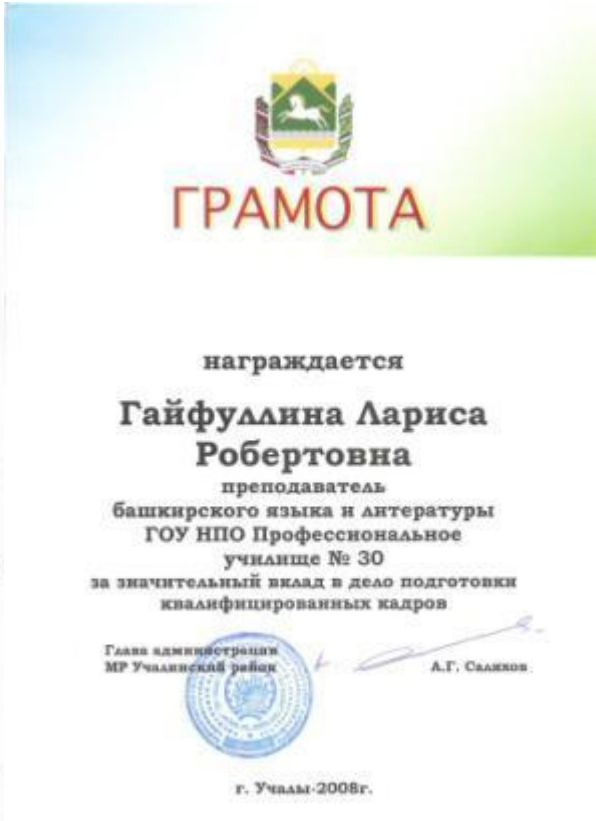 ГРАМОТА
награждается
Гайфуллина Лариса
Робертовна
преподаватель
башкирского языка и литературы
ГОУ НПО Профессиональное
училище № 30
за значительный вклад в дело подготовки
квалифицированных кадров
Глава администрации
МР Учалинский район
А.Г. Салихов
г. Учалы-2008г.